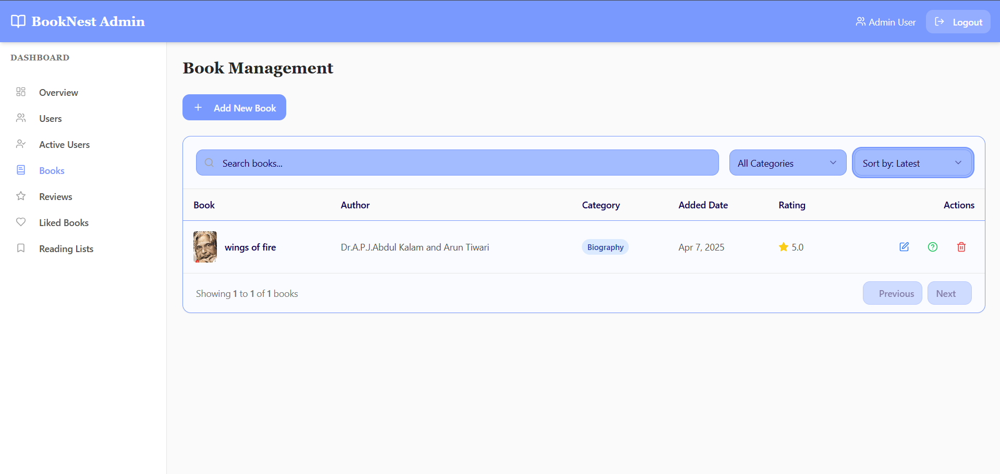 BookNest Admin
Admin User
Logout
DASHBOARD
Overview
Users
Active Users
Books
Reviews
Liked Books
Reading Lists
Book Management
Add New Book
Search books...
All Categories
Sort by: Latest
Book Author Category Added Date Rating Actions
wings of fire Dr.A.P.J.Abdul Kalam and Arun Tiwari Biography Apr 7, 2025 5.0
Showing 1 to 1 of 1 books
Previous
Next